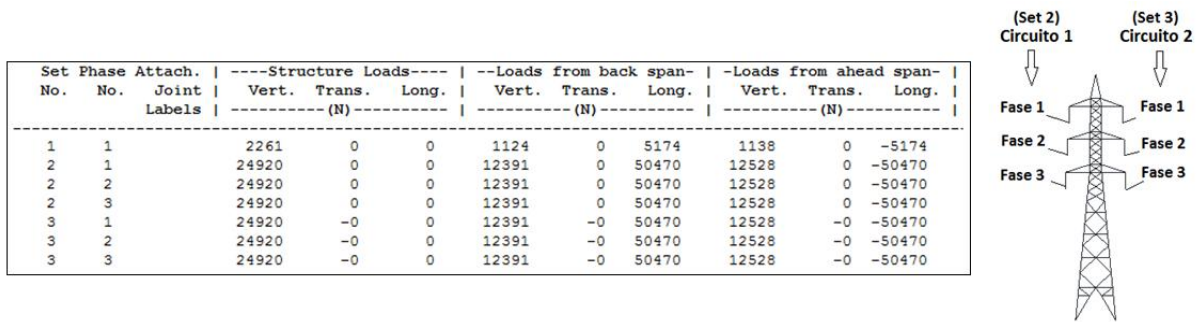 (Set 2) (Set 3)
Circuito 1 Circuito 2
Set Phase Attach. | ----Structure Loads---- | --Loads from back span- | -Loads from ahead span- |
No. No. Joint | Vert. Trans. Long. | Vert. Trans. Long. | Vert. Trans. Long. |
Labels | -----------(N)----------- | -----------(N)----------- | -----------(N)----------- |
1 1 2261 0 0 1124 0 5174 1138 0 -5174
2 1 24920 0 0 12391 0 50470 12528 0 -50470
2 2 24920 0 0 12391 0 50470 12528 0 -50470
2 3 24920 0 0 12391 0 50470 12528 0 -50470
3 1 24920 -0 0 12391 -0 50470 12528 -0 -50470
3 2 24920 -0 0 12391 -0 50470 12528 -0 -50470
3 3 24920 -0 0 12391 -0 50470 12528 -0 -50470
Fase 1 Fase 1
Fase 2 Fase 2
Fase 3 Fase 3